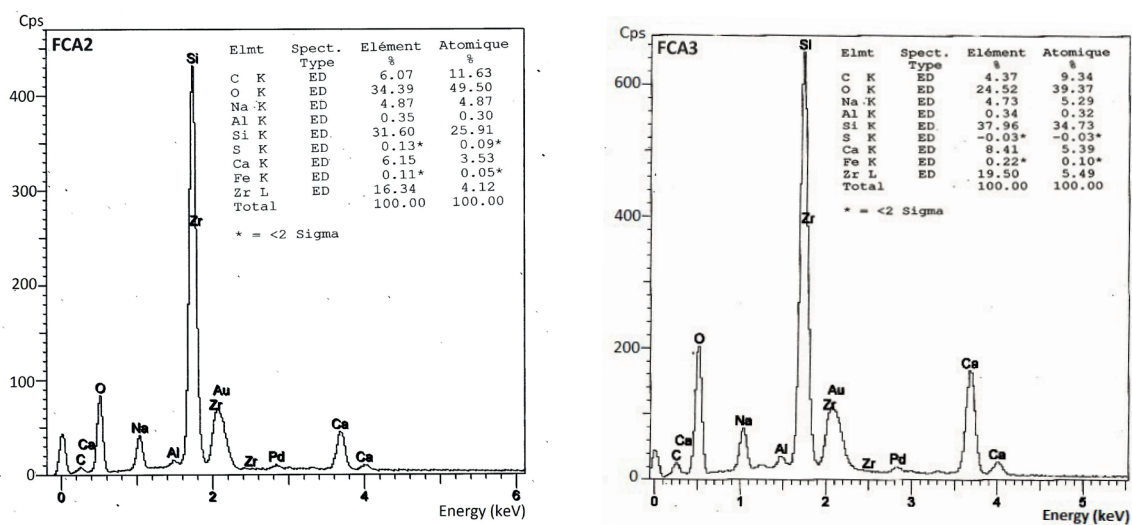 Cps
FCA2
Elmt Spect. Elément Atomique
Type % %
C K ED 6.07 11.63
O K ED 34.39 49.50
Na K ED 4.87 4.87
Al K ED 0.35 0.30
Si K ED 31.60 25.91
S K ED 0.13* 0.09*
Ca K ED 6.15 3.53
Fe K ED 0.11* 0.05*
Zr L ED 16.34 4.12
Total 100.00 100.00
* = <2 Sigma
Si
Zr
400
300
200
100
0
Ca
C
O
Na
Al
Au
Zr
Zr
Pd
Ca
Ca
0 2 4 6
Energy (keV)
Cps
FCA3
Elmt Spect. Elément Atomique
Type % %
C K ED 4.37 9.34
O K ED 24.52 39.37
Na K ED 4.73 5.29
Al K ED 0.34 0.32
Si K ED 37.96 34.73
S K ED -0.03* -0.03*
Ca K ED 8.41 5.39
Fe K ED 0.22* 0.10*
Zr L ED 19.50 5.49
Total 100.00 100.00
* = <2 Sigma
Si
Zr
600
400
200
0
Ca
C
O
Na
Al
Au
Zr
Zr
Pd
Ca
Ca
0 1 2 3 4 5
Energy (keV)